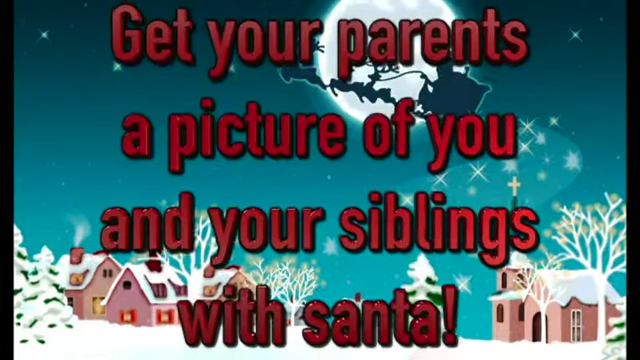 Get your parents
a picture of you
and your siblings
with santa!